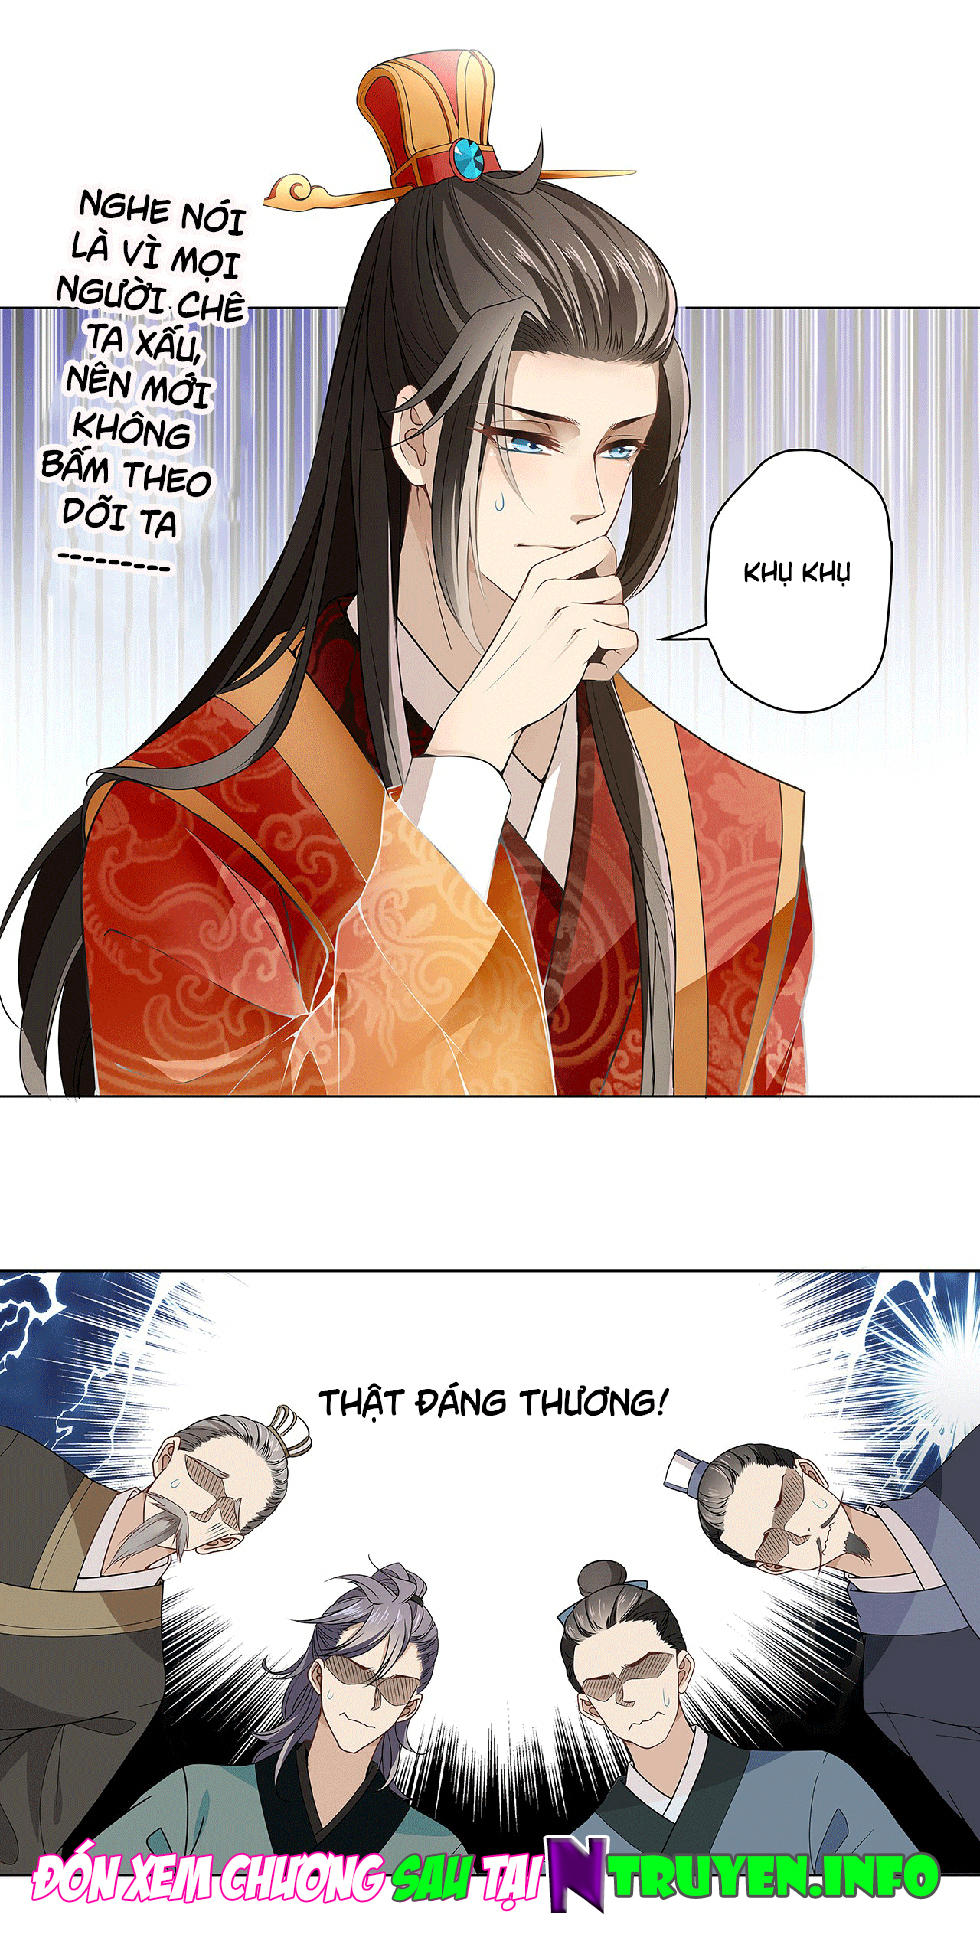 NGHE NÓI
LÀ VÌ MỌI
NGƯỜI CHÊ
TA XẤU,
NÊN MỚI
KHÔNG
BẤM THEO
DÕI TA
---------
KHỤ KHỤ
THẬT ĐÁNG THƯƠNG!
ĐÓN XEM CHƯƠNG SAU TẠI NTRUYEN.INFO